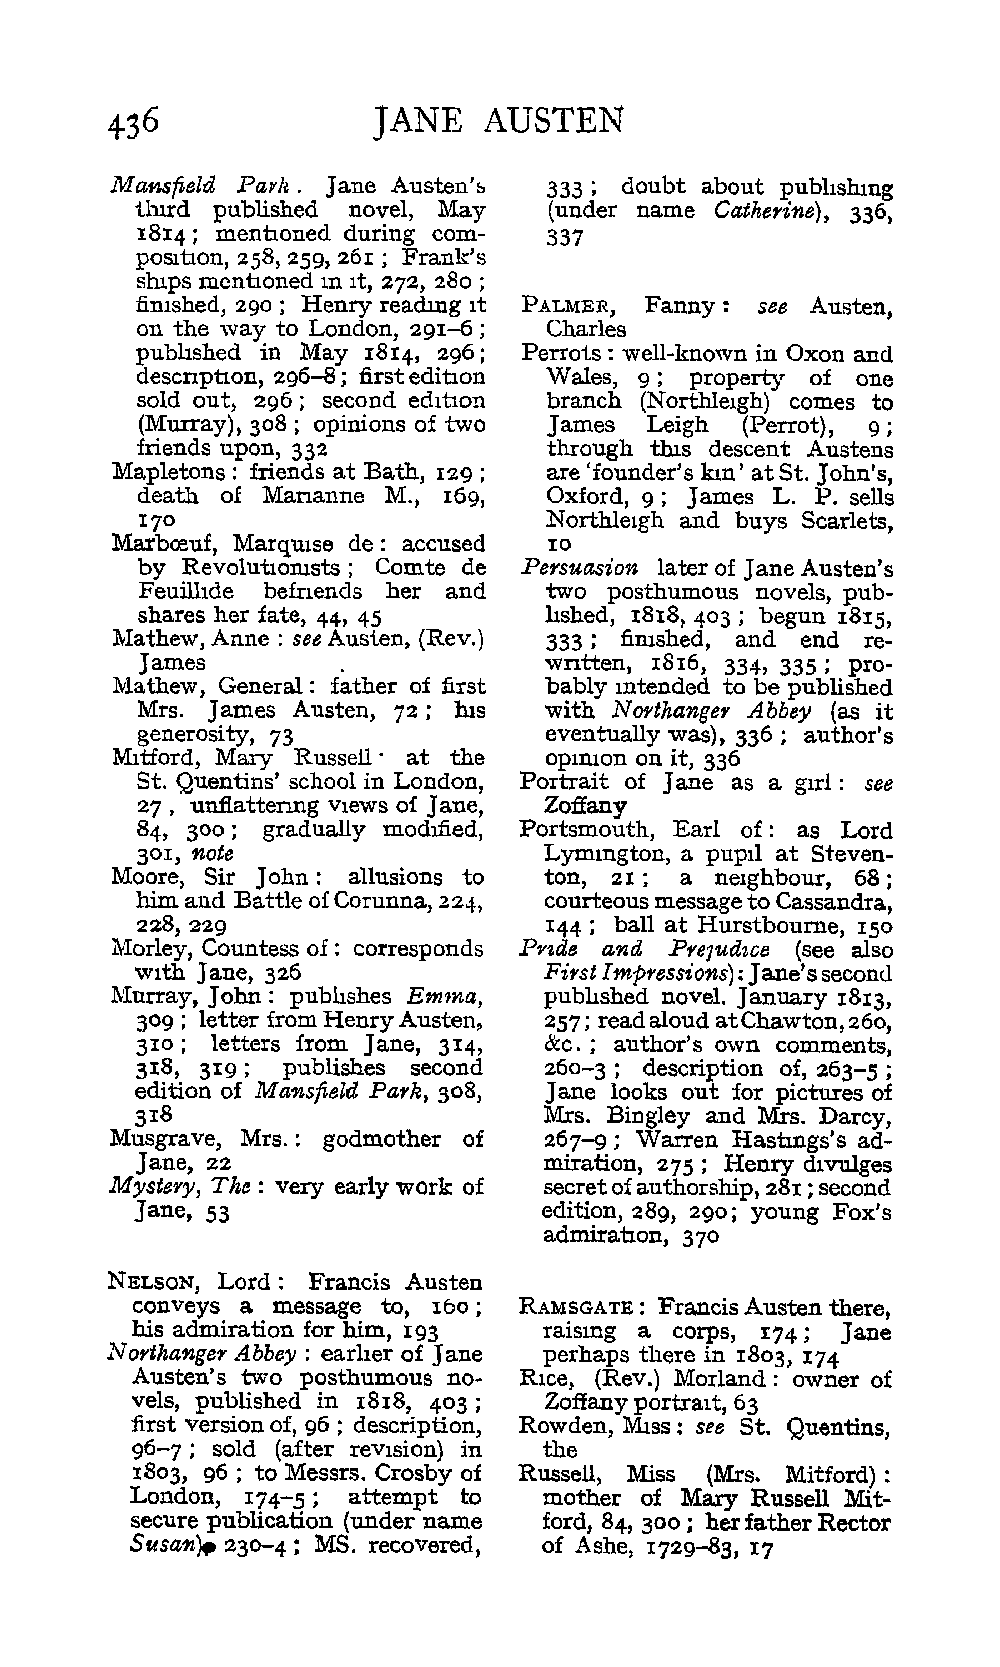 436 JANE AUSTEN
Mansfield Park. Jane Austen's
third published novel, May
1814; mentioned during com-
position, 258, 259, 261; Frank's
ships mentioned in it, 272, 280;
finished, 290; Henry reading it
on the way to London, 291–6;
published in May 1814, 296;
description, 296–8; first edition
sold out, 296; second edition
(Murray), 308; opinions of two
friends upon, 332
Mapletons: friends at Bath, 129;
death of Marianne M., 169,
170
Marbœuf, Marquise de: accused
by Revolutionists; Comte de
Feuillide befriends her and
shares her fate, 44, 45
Mathew, Anne: see Austen, (Rev.)
James
Mathew, General: father of first
Mrs. James Austen, 72; his
generosity, 73
Mitford, Mary Russell· at the
St. Quentins' school in London,
27, unflattering views of Jane,
84, 300; gradually modified,
301, note
Moore, Sir John: allusions to
him and Battle of Corunna, 224,
228, 229
Morley, Countess of: corresponds
with Jane, 326
Murray, John: publishes Emma,
309; letter from Henry Austen,
310; letters from Jane, 314,
318, 319; publishes second
edition of Mansfield Park, 308,
318
Musgrave, Mrs.: godmother of
Jane, 22
Mystery, The: very early work of
Jane, 53
NELSON, Lord: Francis Austen
conveys a message to, 160;
his admiration for him, 193
Northanger Abbey: earlier of Jane
Austen's two posthumous no-
vels, published in 1818, 403;
first version of, 96; description,
96–7; sold (after revision) in
1803, 96; to Messrs. Crosby of
London, 174–5; attempt to
secure publication (under name
Susan), 230–4; MS. recovered,
333; doubt about publishing
(under name Catherine), 336,
337
PALMER, Fanny: see Austen,
Charles
Perrots: well-known in Oxon and
Wales, 9; property of one
branch (Northleigh) comes to
James Leigh (Perrot), 9;
through this descent Austens
are 'founder's kin' at St. John's,
Oxford, 9; James L. P. sells
Northleigh and buys Scarlets,
10
Persuasion later of Jane Austen's
two posthumous novels, pub-
lished, 1818, 403; begun 1815,
333; finished, and end re-
written, 1816, 334, 335; pro-
bably intended to be published
with Northanger Abbey (as it
eventually was), 336; author's
opinion on it, 336
Portrait of Jane as a girl: see
Zoffany
Portsmouth, Earl of: as Lord
Lymington, a pupil at Steven-
ton, 21; a neighbour, 68;
courteous message to Cassandra,
144; ball at Hurstbourne, 150
Pride and Prejudice (see also
First Impressions): Jane's second
published novel. January 1813,
257; read aloud at Chawton, 260,
&c.; author's own comments,
260–3; description of, 263–5;
Jane looks out for pictures of
Mrs. Bingley and Mrs. Darcy,
267–9; Warren Hastings's ad-
miration, 275; Henry divulges
secret of authorship, 281; second
edition, 289, 290; young Fox's
admiration, 370
RAMSGATE: Francis Austen there,
raising a corps, 174; Jane
perhaps there in 1803, 174
Rice, (Rev.) Morland: owner of
Zoffany portrait, 63
Rowden, Miss: see St. Quentins,
the
Russell, Miss (Mrs. Mitford):
mother of Mary Russell Mit-
ford, 84, 300; her father Rector
of Ashe, 1729–83, 17